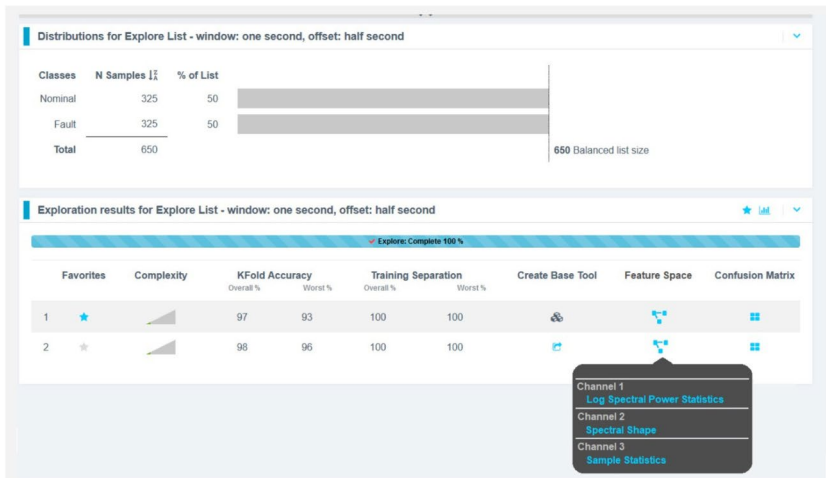 Distributions for Explore List - window: one second, offset: half second
Classes N Samples % of List
Nominal 325 50
Fault 325 50
Total 650
650 Balanced list size
Exploration results for Explore List - window: one second, offset: half second
Explore: Complete 100 %
Favorites Complexity KFold Accuracy Training Separation Create Base Tool Feature Space Confusion Matrix
Overall % Worst % Overall % Worst %
1 97 93 100 100
2 98 96 100 100
Channel 1
Log Spectral Power Statistics
Channel 2
Spectral Shape
Channel 3
Sample Statistics